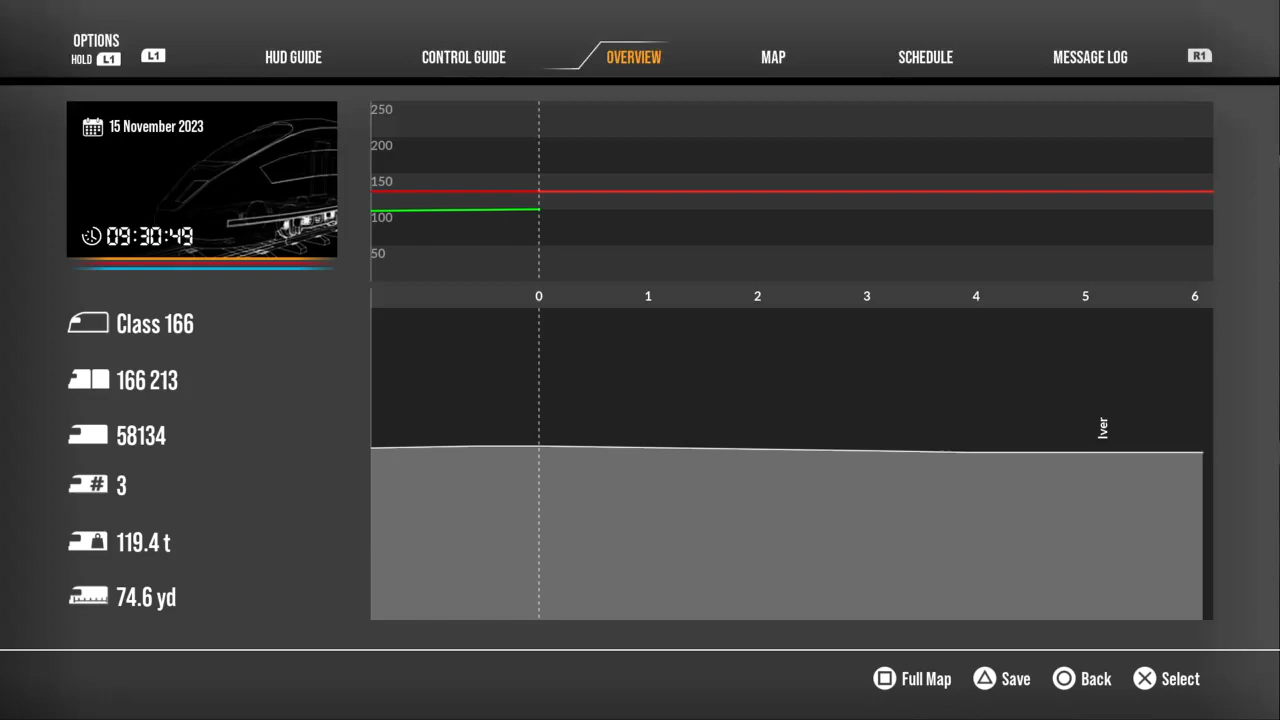 OPTIONS
HOLD L1
L1
HUD GUIDE
CONTROL GUIDE
OVERVIEW
MAP
SCHEDULE
MESSAGE LOG
R1
15 November 2023
09:30:49
Class 166
166 213
58134
# 3
119.4 t
74.6 yd
250
200
150
100
50
0 1 2 3 4 5 6
Iver
Full Map
Save
Back
Select